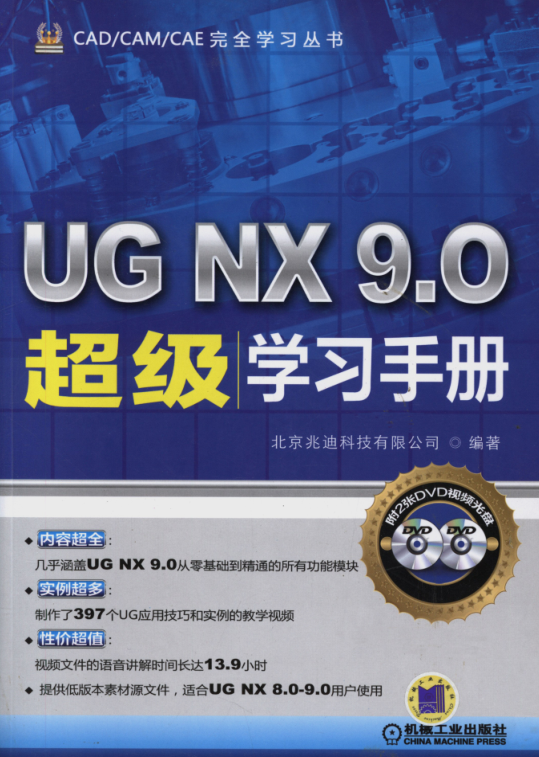 CAD/CAM/CAE完全学习丛书
UG NX 9.0
超级 学习手册
北京兆迪科技有限公司 ◎ 编著
附2张DVD视频光盘
DVD DVD
◆ 内容超全：
几乎涵盖UG NX 9.0从零基础到精通的所有功能模块
◆ 实例超多：
制作了397个UG应用技巧和实例的教学视频
◆ 性价超值：
视频文件的语音讲解时长达13.9小时
◆ 提供低版本素材源文件，适合UG NX 8.0-9.0用户使用
机械工业出版社
CHINA MACHINE PRESS